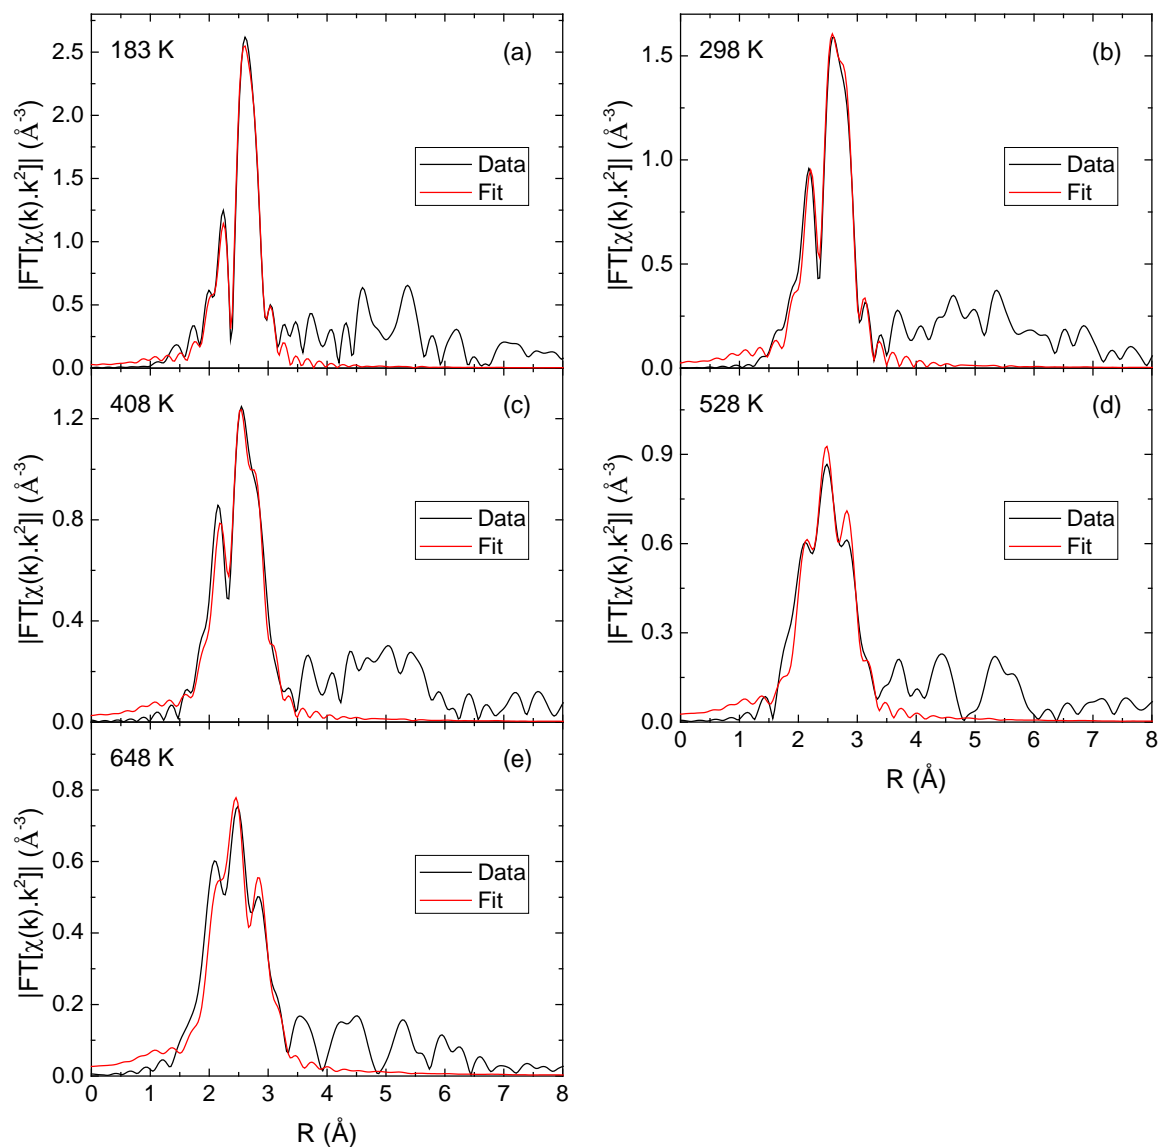 183 K
(a)
|FT[χ(k).k²]| (Å⁻³)
2.5
2.0
1.5
1.0
0.5
0.0
Data
Fit
298 K
(b)
|FT[χ(k).k²]| (Å⁻³)
1.5
1.0
0.5
0.0
Data
Fit
408 K
(c)
|FT[χ(k).k²]| (Å⁻³)
1.2
0.8
0.4
0.0
Data
Fit
528 K
(d)
|FT[χ(k).k²]| (Å⁻³)
0.9
0.6
0.3
0.0
Data
Fit
0 1 2 3 4 5 6 7 8
R (Å)
648 K
(e)
|FT[χ(k).k²]| (Å⁻³)
0.8
0.6
0.4
0.2
0.0
Data
Fit
0 1 2 3 4 5 6 7 8
R (Å)